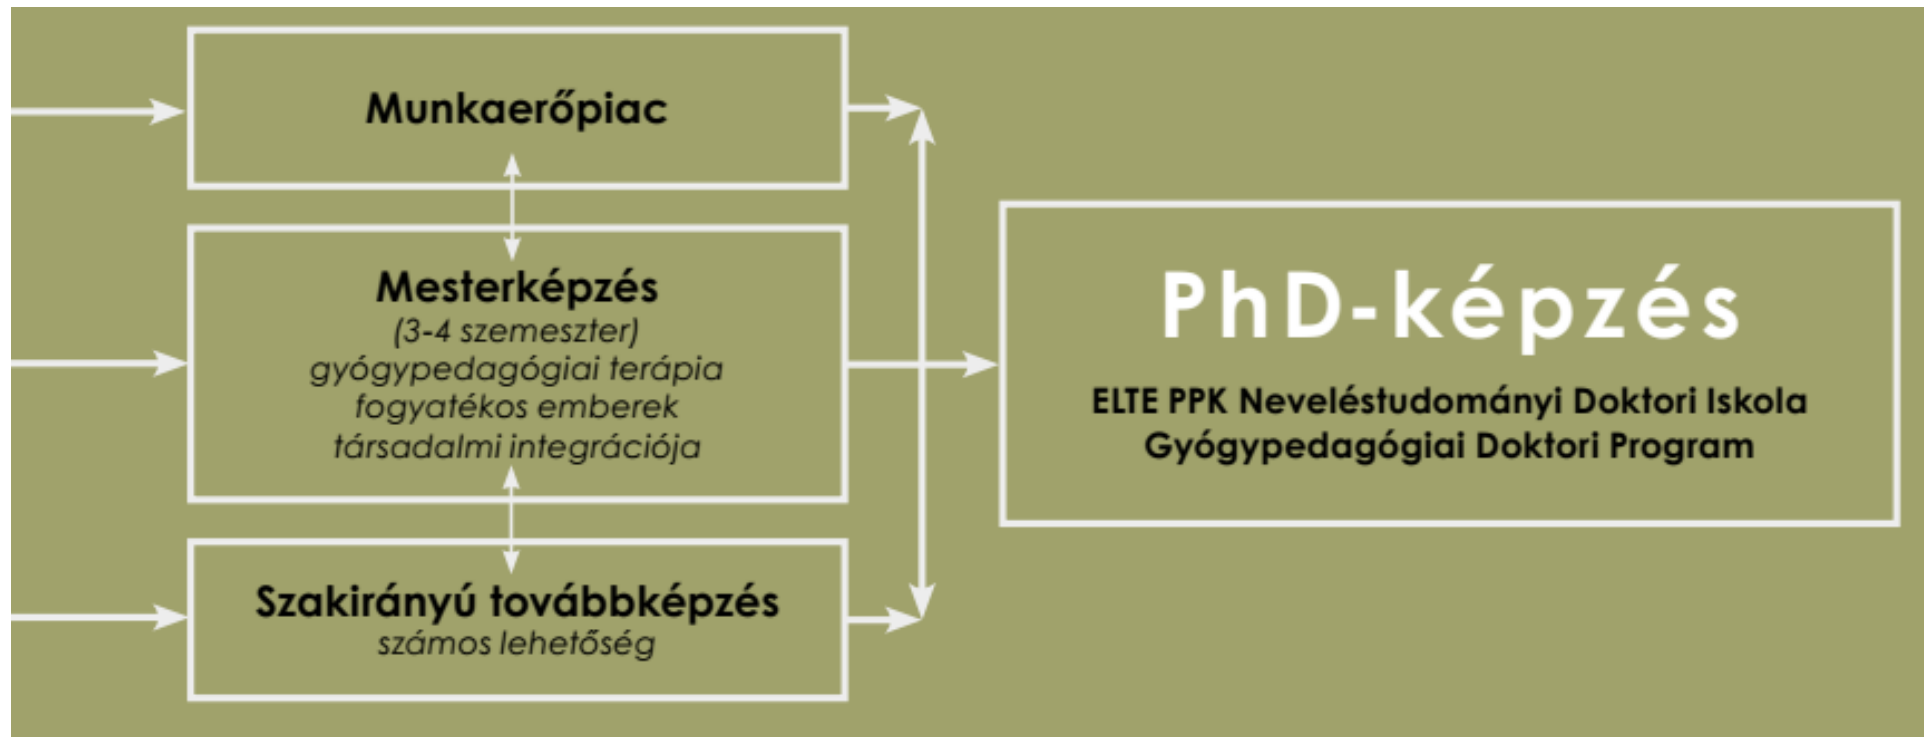 Munkaerőpiac
Mesterképzés
(3-4 szemeszter)
gyógypedagógiai terápia
fogyatékos emberek
társadalmi integrációja
Szakirányú továbbképzés
számos lehetőség
PhD-képzés
ELTE PPK Neveléstudományi Doktori Iskola
Gyógypedagógiai Doktori Program